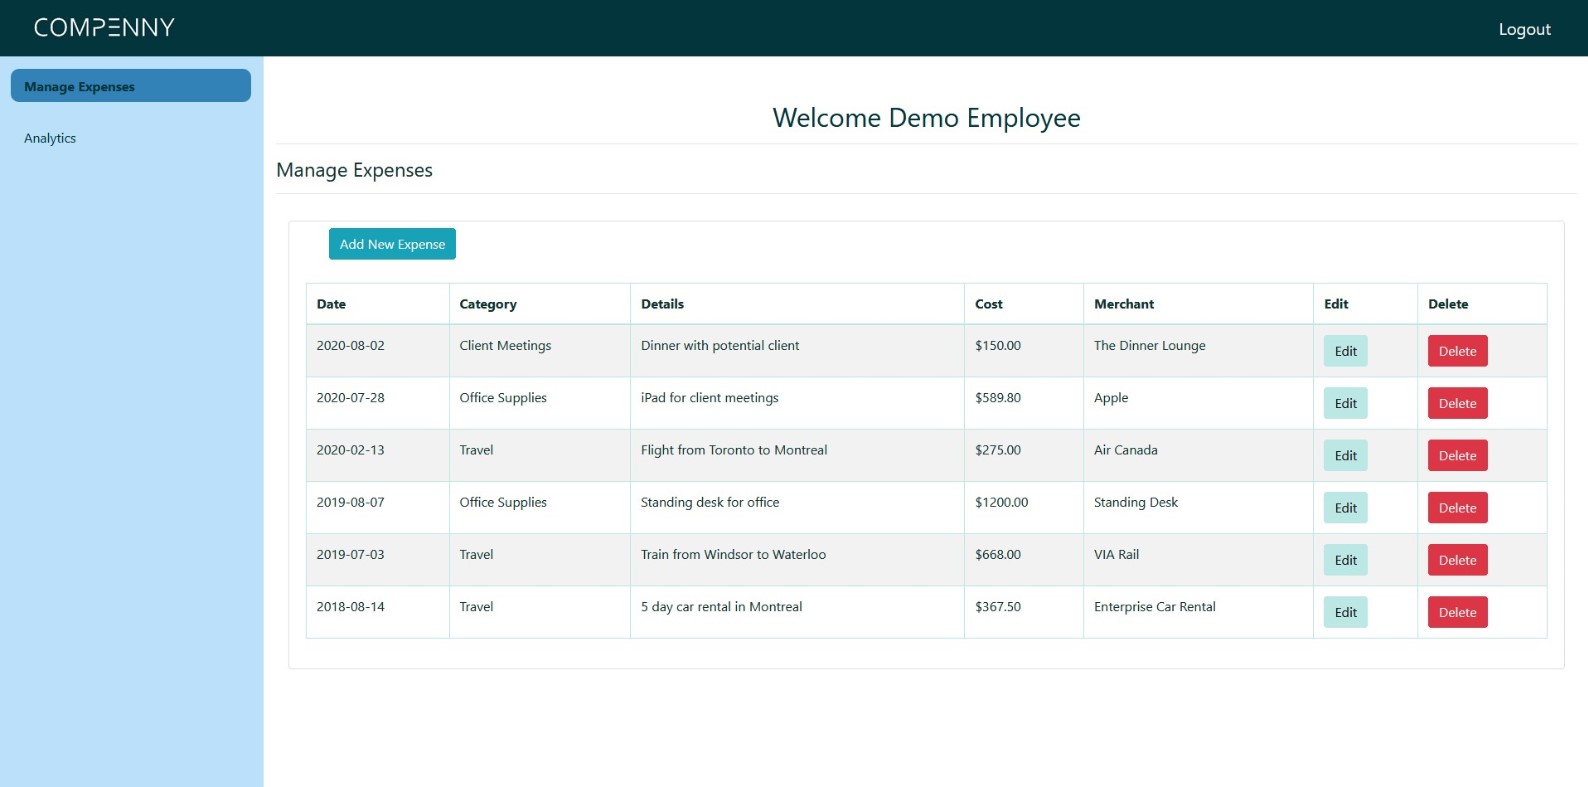 COMPENNY
Logout
Manage Expenses
Analytics
Welcome Demo Employee
Manage Expenses
Add New Expense
Date Category Details Cost Merchant Edit Delete
2020-08-02 Client Meetings Dinner with potential client $150.00 The Dinner Lounge Edit Delete
2020-07-28 Office Supplies iPad for client meetings $589.80 Apple Edit Delete
2020-02-13 Travel Flight from Toronto to Montreal $275.00 Air Canada Edit Delete
2019-08-07 Office Supplies Standing desk for office $1200.00 Standing Desk Edit Delete
2019-07-03 Travel Train from Windsor to Waterloo $668.00 VIA Rail Edit Delete
2018-08-14 Travel 5 day car rental in Montreal $367.50 Enterprise Car Rental Edit Delete